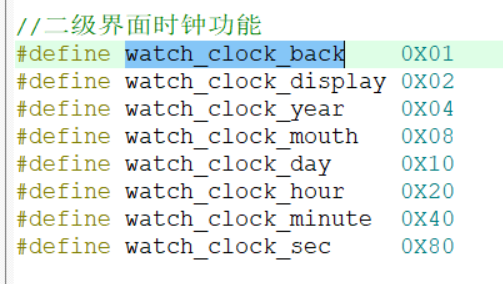 //二级界面时钟功能
#define watch_clock_back    0X01
#define watch_clock_display 0X02
#define watch_clock_year    0X04
#define watch_clock_mouth   0X08
#define watch_clock_day     0X10
#define watch_clock_hour    0X20
#define watch_clock_minute  0X40
#define watch_clock_sec     0X80